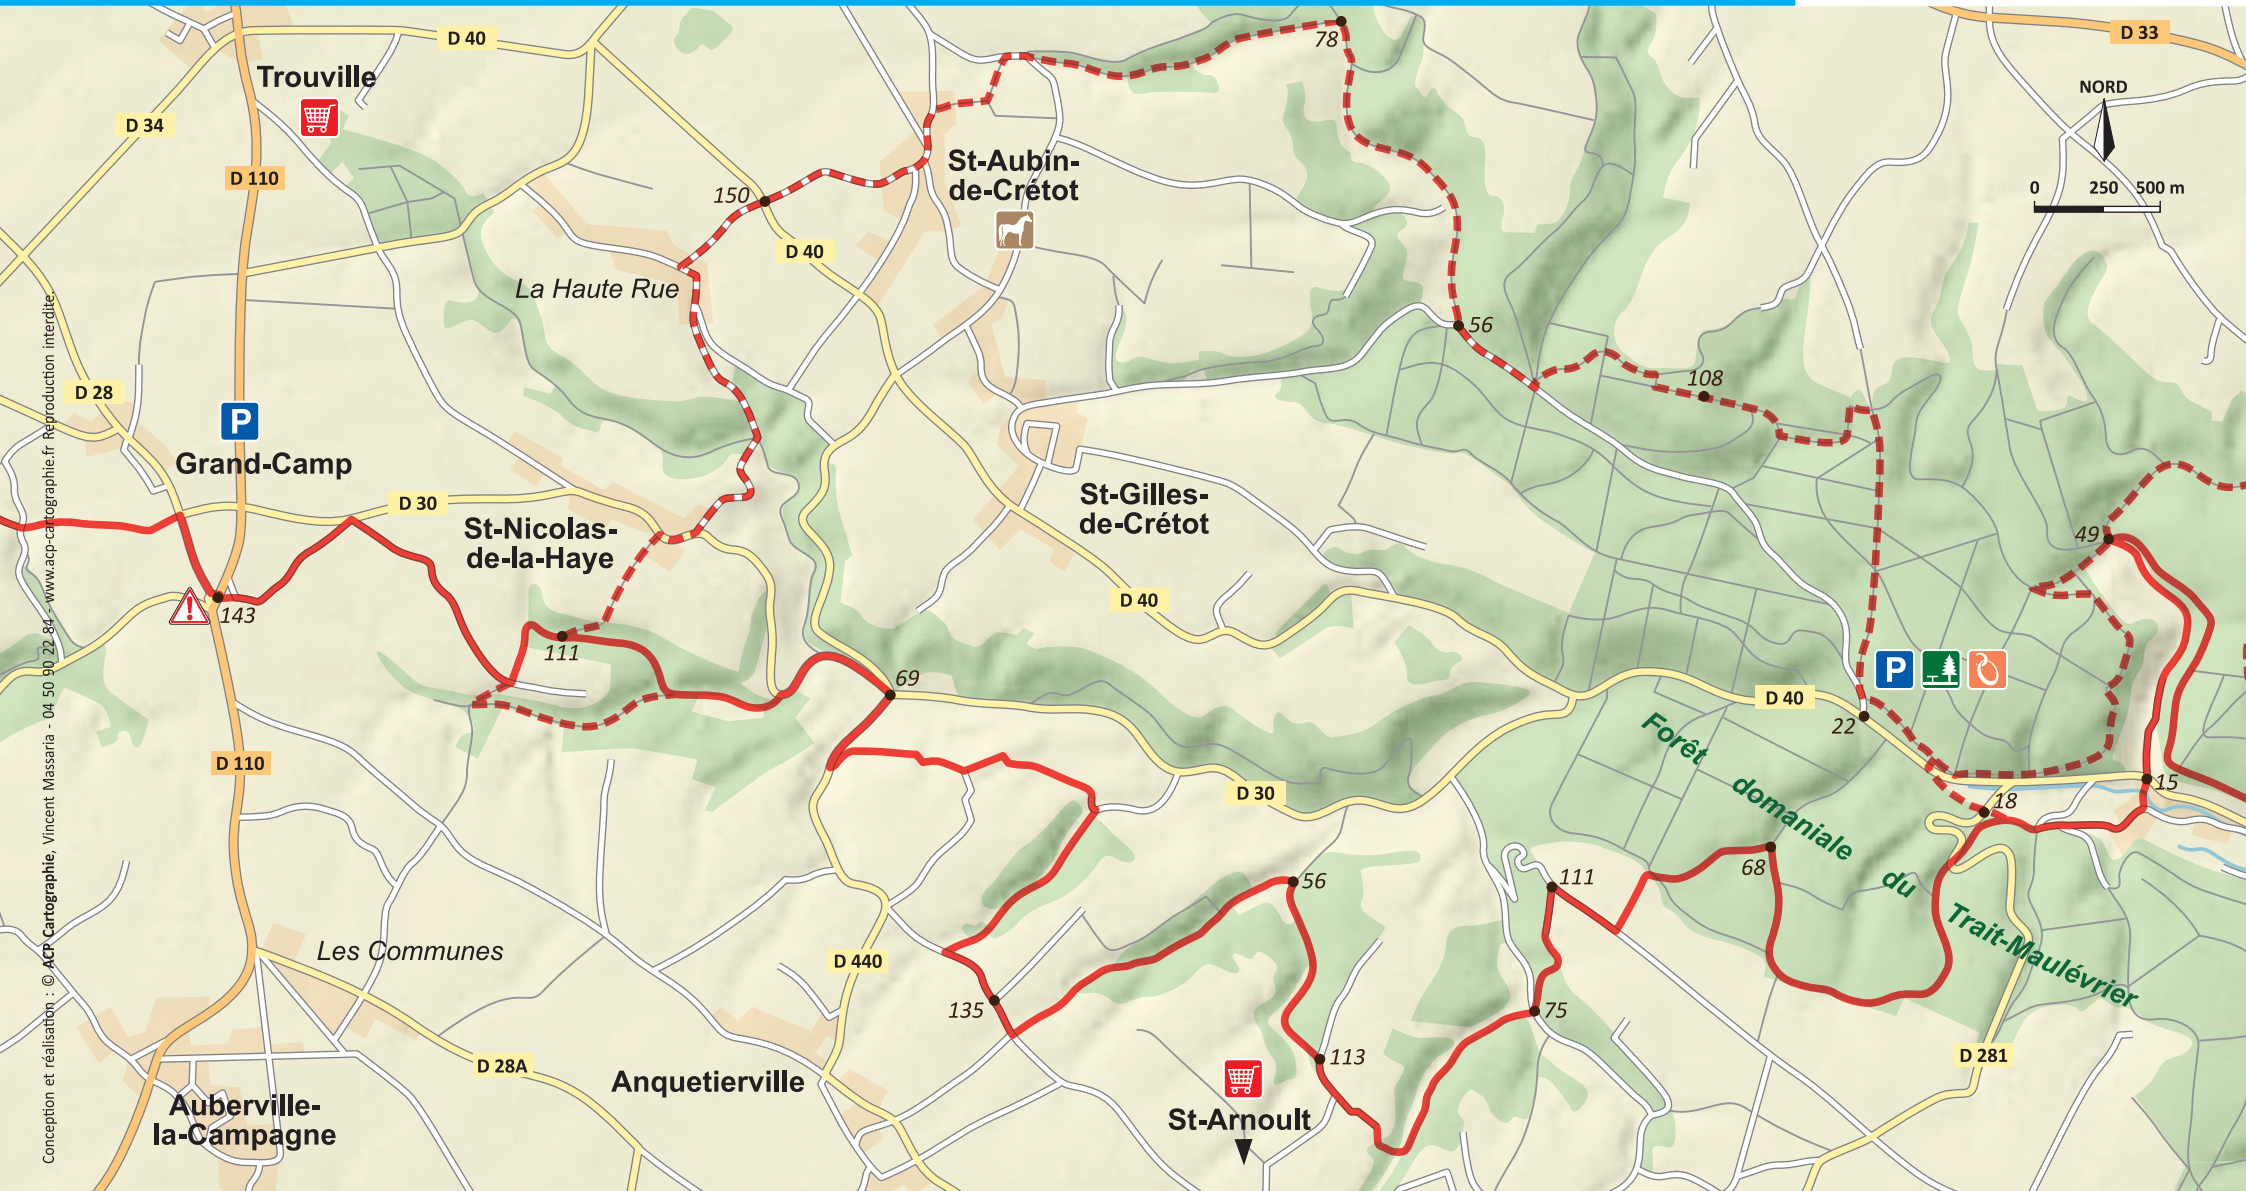 D 40
78
D 33
Trouville
NORD
D 34
St-Aubin-
de-Crétot
D 110
0 250 500 m
150
D 40
La Haute Rue
56
108
D 28
P
Grand-Camp
D 30
St-Gilles-
de-Crétot
St-Nicolas-
de-la-Haye
49
D 40
143
111
69
P
D 40
22
Forêt domaniale du Trait-Maulévrier
D 110
D 30
15
18
68
111
56
Les Communes
D 440
135
75
113
D 28A
Anquetierville
D 281
St-Arnoult
Auberville-
la-Campagne
Conception et réalisation : © ACP Cartographie, Vincent Massaria - 04 50 90 22 84 - www.acp-cartographie.fr Reproduction interdite.